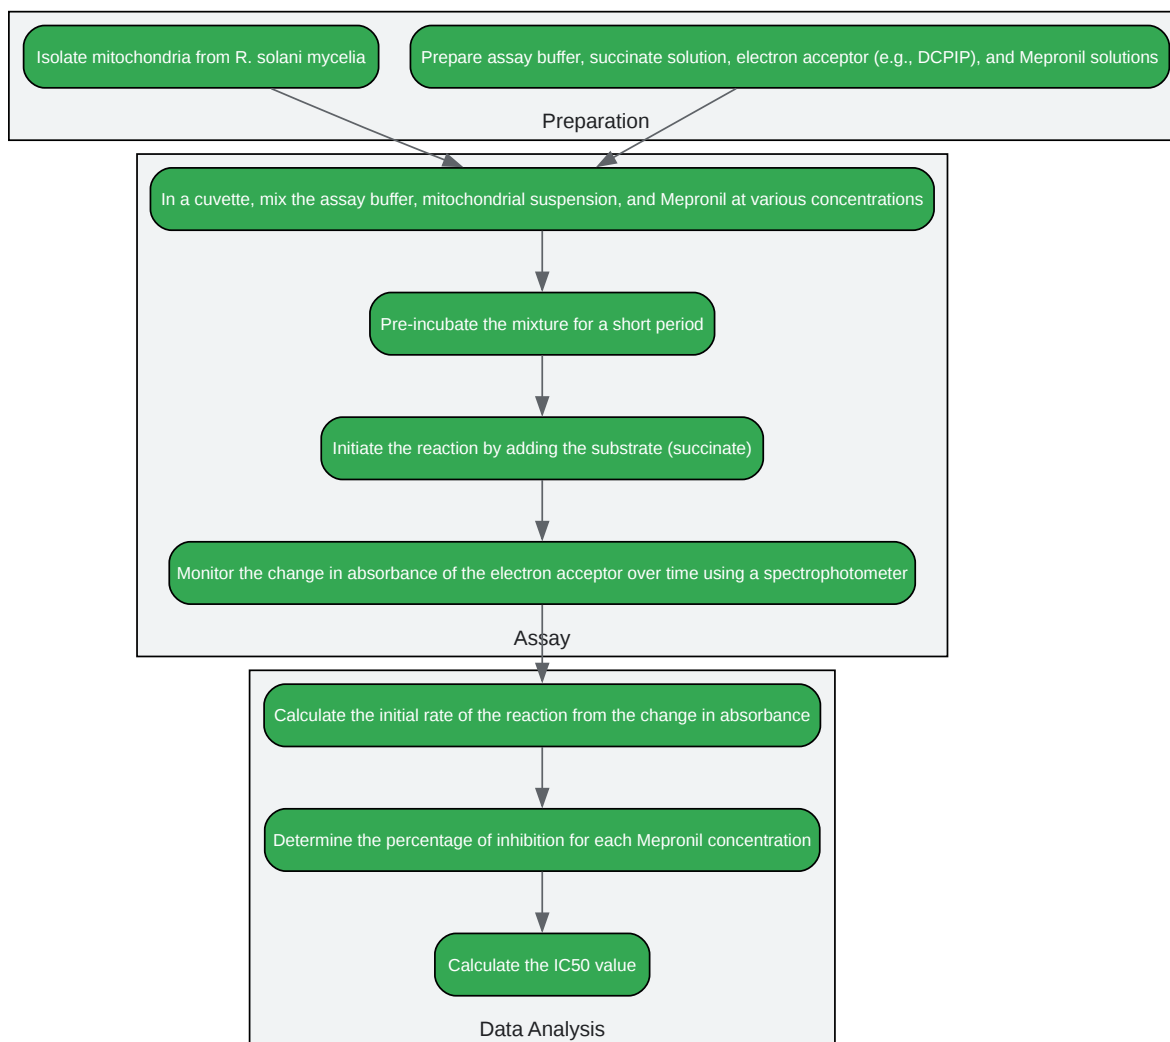 Isolate mitochondria from R. solani mycelia
Prepare assay buffer, succinate solution, electron acceptor (e.g., DCPIP), and Mepronil solutions
Preparation
In a cuvette, mix the assay buffer, mitochondrial suspension, and Mepronil at various concentrations
Pre-incubate the mixture for a short period
Initiate the reaction by adding the substrate (succinate)
Monitor the change in absorbance of the electron acceptor over time using a spectrophotometer
Assay
Calculate the initial rate of the reaction from the change in absorbance
Determine the percentage of inhibition for each Mepronil concentration
Calculate the IC50 value
Data Analysis